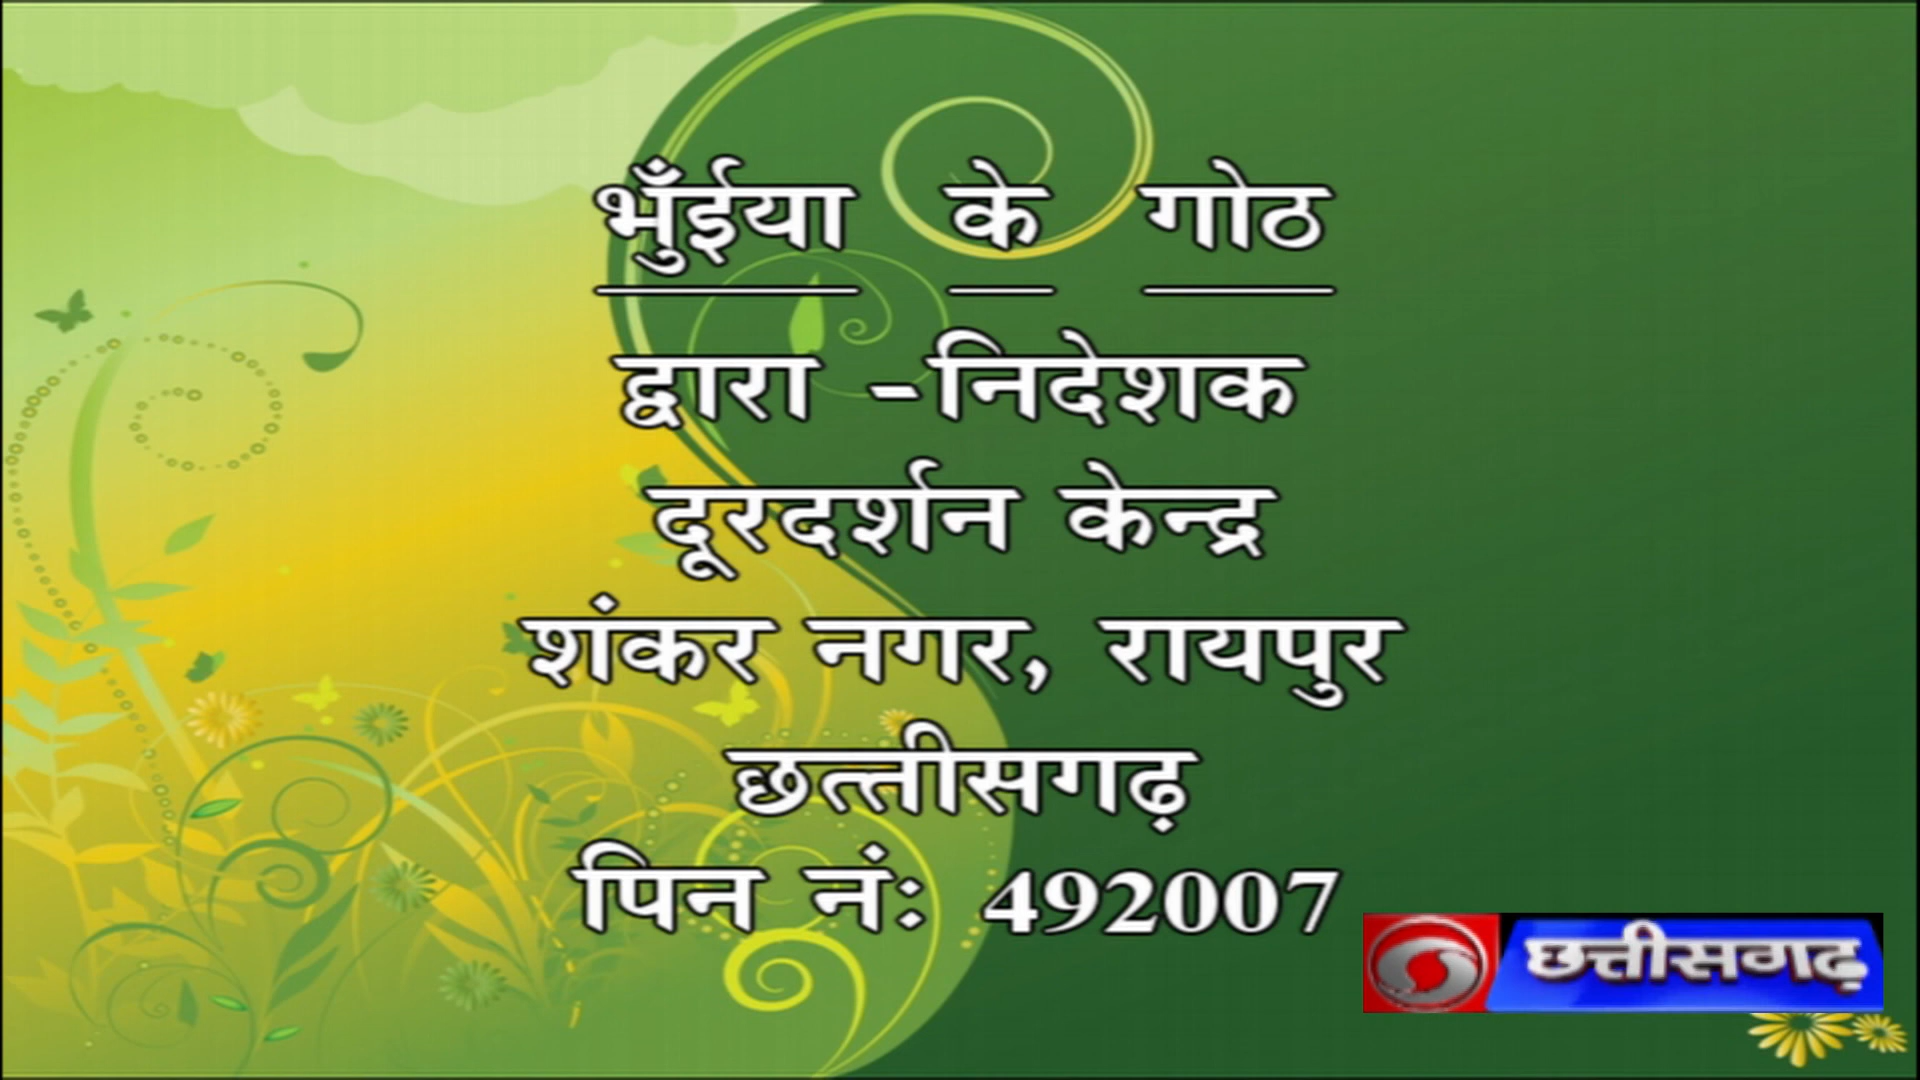 भुँईया के गोठ
द्वारा -निदेशक
दूरदर्शन केन्द्र
शंकर नगर, रायपुर
छत्तीसगढ़
पिन नंः 492007
छत्तीसगढ़